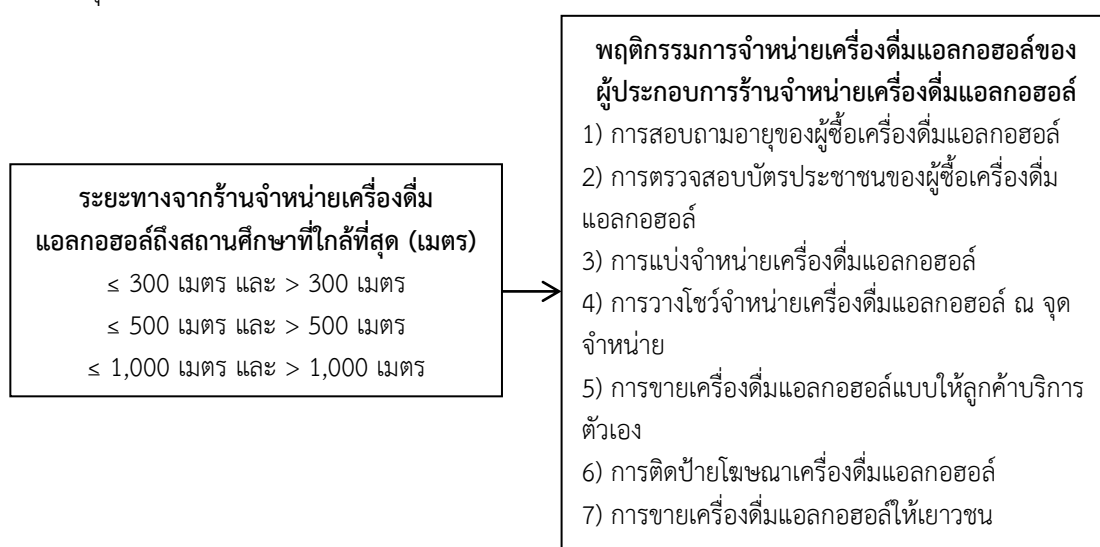 ระยะทางจากร้านจำหน่ายเครื่องดื่ม
แอลกอฮอล์ถึงสถานศึกษาที่ใกล้ที่สุด (เมตร)
≤ 300 เมตร และ > 300 เมตร
≤ 500 เมตร และ > 500 เมตร
≤ 1,000 เมตร และ > 1,000 เมตร
พฤติกรรมการจำหน่ายเครื่องดื่มแอลกอฮอล์ของ
ผู้ประกอบการร้านจำหน่ายเครื่องดื่มแอลกอฮอล์
1) การสอบถามอายุของผู้ซื้อเครื่องดื่มแอลกอฮอล์
2) การตรวจสอบบัตรประชาชนของผู้ซื้อเครื่องดื่ม
แอลกอฮอล์
3) การแบ่งจำหน่ายเครื่องดื่มแอลกอฮอล์
4) การวางโชว์จำหน่ายเครื่องดื่มแอลกอฮอล์ ณ จุด
จำหน่าย
5) การขายเครื่องดื่มแอลกอฮอล์แบบให้ลูกค้าบริการ
ตัวเอง
6) การติดป้ายโฆษณาเครื่องดื่มแอลกอฮอล์
7) การขายเครื่องดื่มแอลกอฮอล์ให้เยาวชน